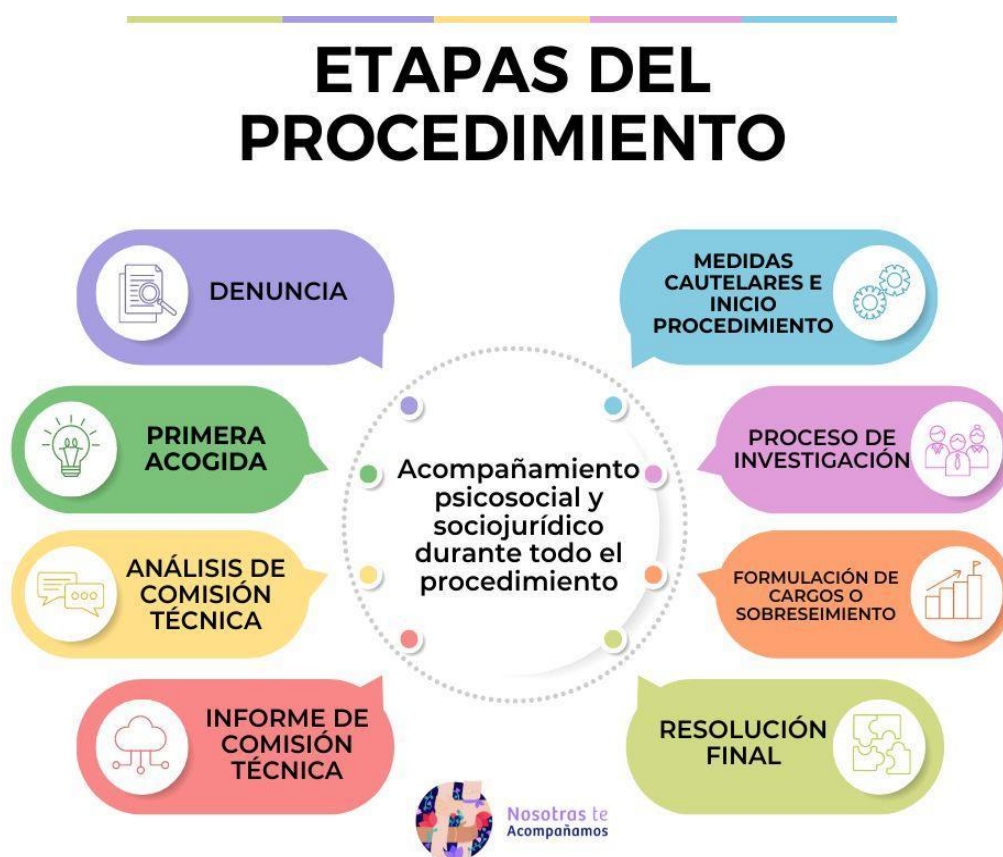 ETAPAS DEL
PROCEDIMIENTO
DENUNCIA
PRIMERA
ACOGIDA
ANÁLISIS DE
COMISIÓN
TÉCNICA
INFORME DE
COMISIÓN
TÉCNICA
Acompañamiento
psicosocial y
sociojurídico
durante todo el
procedimiento
MEDIDAS
CAUTELARES E
INICIO
PROCEDIMIENTO
PROCESO DE
INVESTIGACIÓN
FORMULACIÓN DE
CARGOS O
SOBRESEIMIENTO
RESOLUCIÓN
FINAL
Nosotras te
Acompañamos